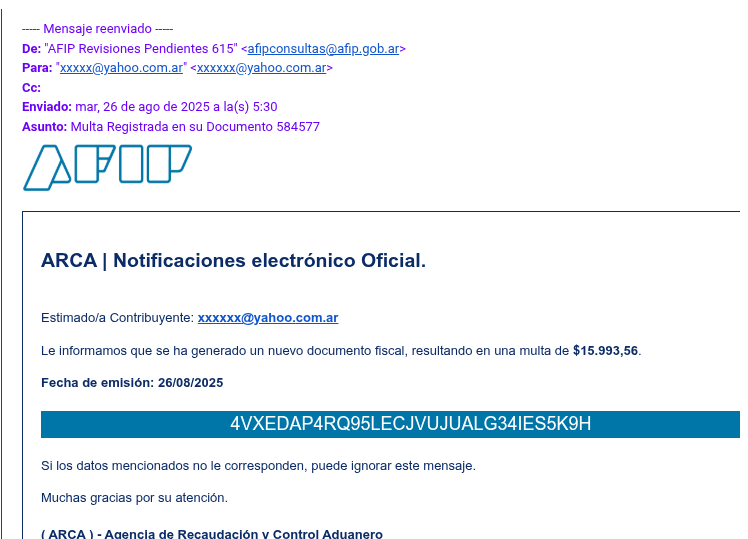 ----- Mensaje reenviado -----
De: "AFIP Revisiones Pendientes 615" <afipconsultas@afip.gob.ar>
Para: "xxxxx@yahoo.com.ar" <xxxxxx@yahoo.com.ar>
Cc:
Enviado: mar, 26 de ago de 2025 a la(s) 5:30
Asunto: Multa Registrada en su Documento 584577
AFIP
ARCA | Notificaciones electrónico Oficial.
Estimado/a Contribuyente: xxxxxx@yahoo.com.ar
Le informamos que se ha generado un nuevo documento fiscal, resultando en una multa de $15.993,56.
Fecha de emisión: 26/08/2025
4VXEDAP4RQ95LECJVUJUALG34IES5K9H
Si los datos mencionados no le corresponden, puede ignorar este mensaje.
Muchas gracias por su atención.
( ARCA ) - Agencia de Recaudación y Control Aduanero